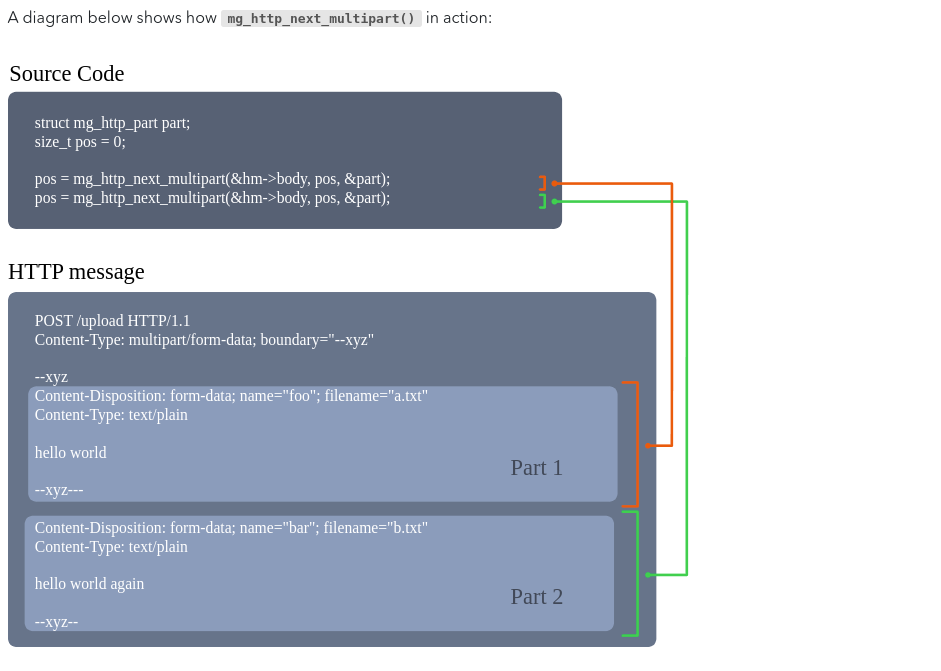 A diagram below shows how mg_http_next_multipart() in action:
Source Code
struct mg_http_part part;
size_t pos = 0;
pos = mg_http_next_multipart(&hm->body, pos, &part);
pos = mg_http_next_multipart(&hm->body, pos, &part);
HTTP message
POST /upload HTTP/1.1
Content-Type: multipart/form-data; boundary="--xyz"
--xyz
Content-Disposition: form-data; name="foo"; filename="a.txt"
Content-Type: text/plain
hello world
Part 1
--xyz---
Content-Disposition: form-data; name="bar"; filename="b.txt"
Content-Type: text/plain
hello world again
Part 2
--xyz--